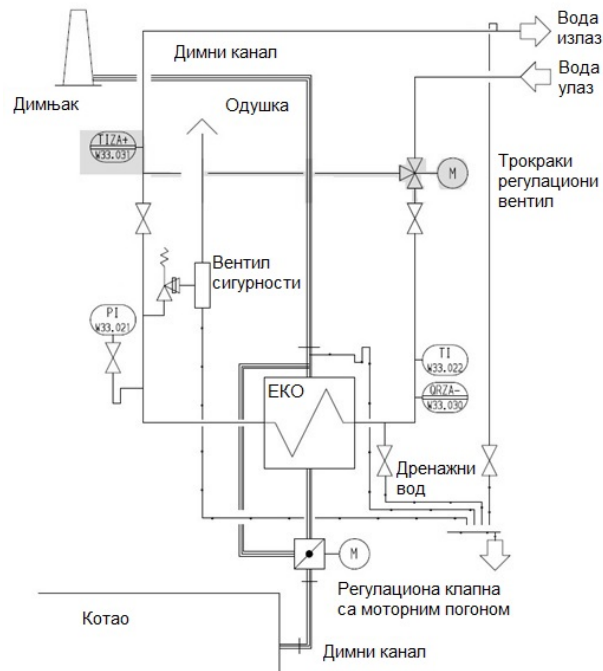 Вода
излаз
Димни канал
Вода
улаз
Димњак
Одушка
TIZA+
W33.031
M
Трокраки
регулациони
вентил
Вентил
сигурности
PI
W33.021
TI
W33.022
ЕКО
QRZA-
W33.030
Дренажни
вод
M
Регулациона клапна
са моторним погоном
Котао
Димни канал